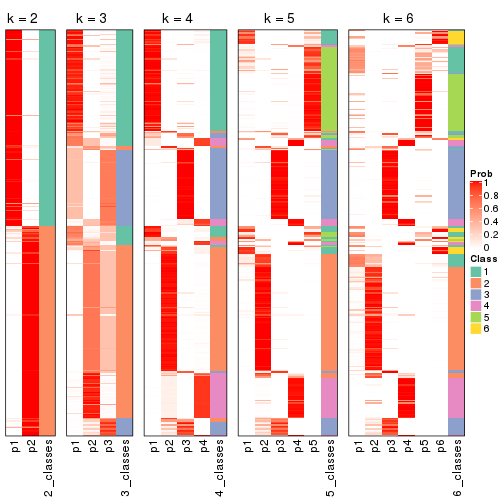 k = 2
k = 3
k = 4
k = 5
k = 6
p1
p2
2_classes
p1
p2
p3
3_classes
p1
p2
p3
p4
4_classes
p1
p2
p3
p4
p5
5_classes
p1
p2
p3
p4
p5
p6
6_classes
Prob
1
0.8
0.6
0.4
0.2
0
Class
1
2
3
4
5
6